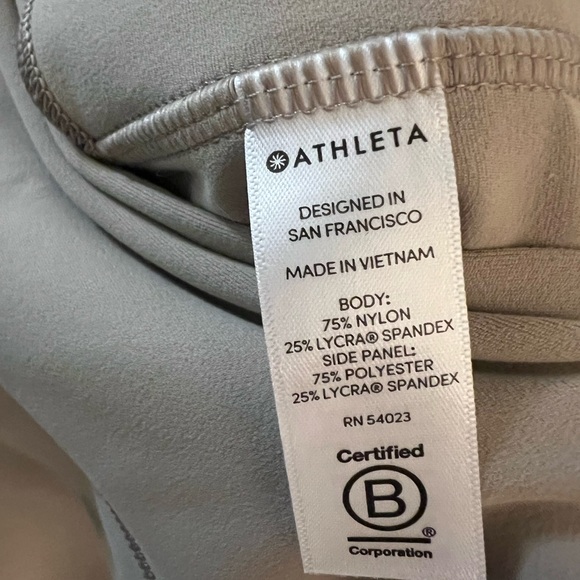 ATHLETA
DESIGNED IN
SAN FRANCISCO
MADE IN VIETNAM
BODY:
75% NYLON
25% LYCRA® SPANDEX
SIDE PANEL:
75% POLYESTER
25% LYCRA® SPANDEX
RN 54023
Certified
B
®
Corporation